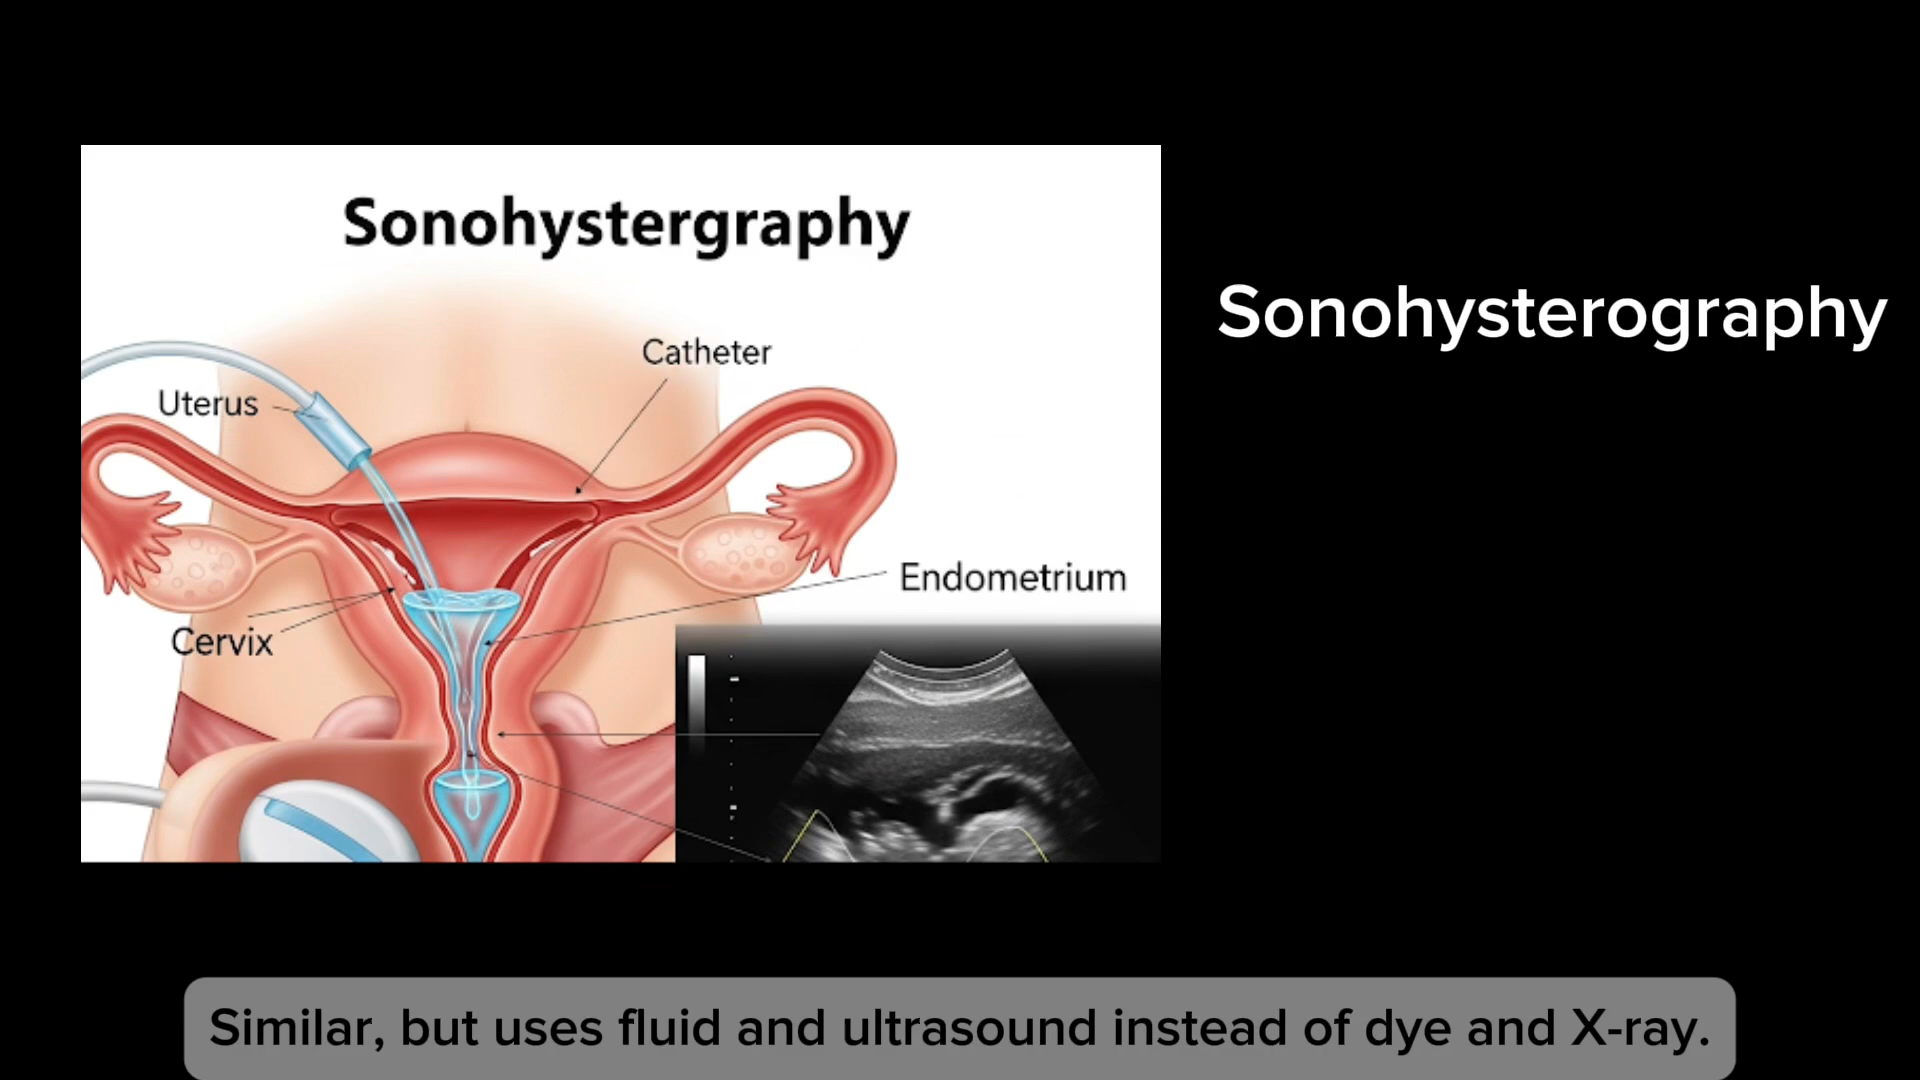 Sonohystergraphy
Sonohysterography
Catheter
Uterus
Endometrium
Cervix
Similar, but uses fluid and ultrasound instead of dye and X-ray.